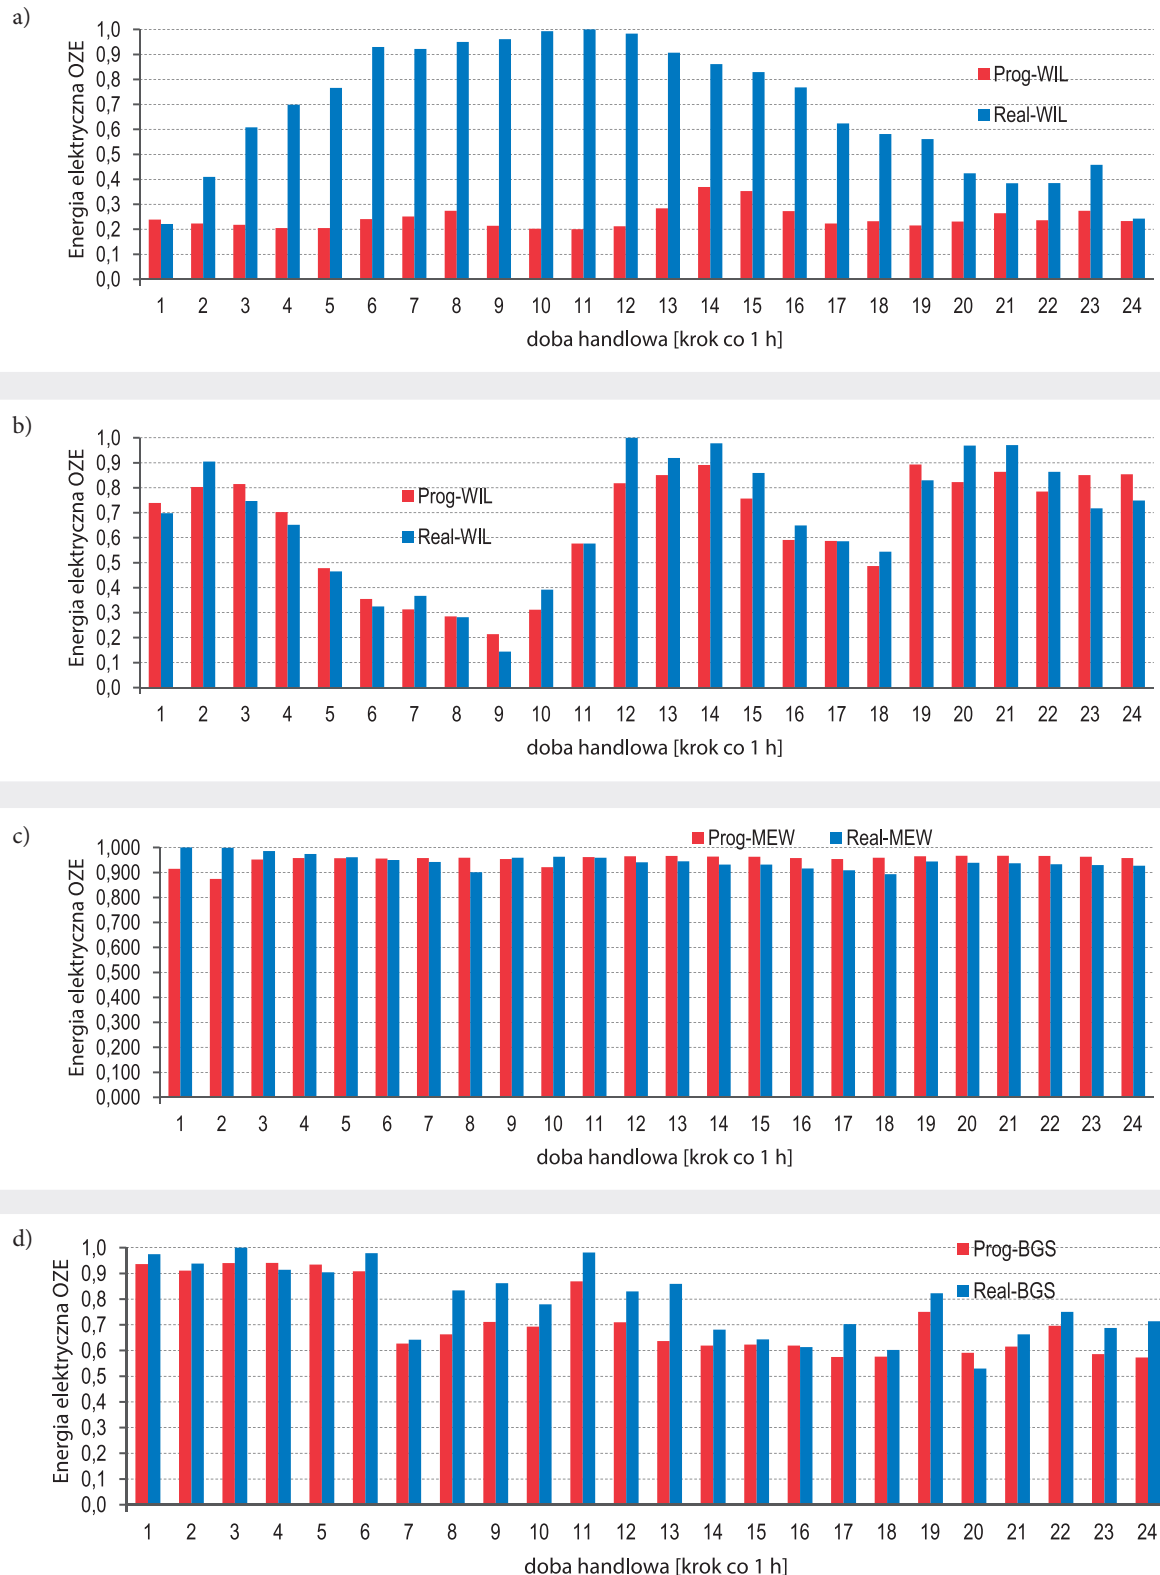 a)
Energia elektryczna OZE
1,0
0,9
0,8
0,7
0,6
0,5
0,4
0,3
0,2
0,1
0,0
Prog-WIL
Real-WIL
1 2 3 4 5 6 7 8 9 10 11 12 13 14 15 16 17 18 19 20 21 22 23 24
doba handlowa [krok co 1 h]
b)
Energia elektryczna OZE
1,0
0,9
0,8
0,7
0,6
0,5
0,4
0,3
0,2
0,1
0,0
Prog-WIL
Real-WIL
1 2 3 4 5 6 7 8 9 10 11 12 13 14 15 16 17 18 19 20 21 22 23 24
doba handlowa [krok co 1 h]
c)
Energia elektryczna OZE
1,000
0,900
0,800
0,700
0,600
0,500
0,400
0,300
0,200
0,100
0,000
Prog-MEW Real-MEW
1 2 3 4 5 6 7 8 9 10 11 12 13 14 15 16 17 18 19 20 21 22 23 24
doba handlowa [krok co 1 h]
d)
Energia elektryczna OZE
1,0
0,9
0,8
0,7
0,6
0,5
0,4
0,3
0,2
0,1
0,0
Prog-BGS
Real-BGS
1 2 3 4 5 6 7 8 9 10 11 12 13 14 15 16 17 18 19 20 21 22 23 24
doba handlowa [krok co 1 h]